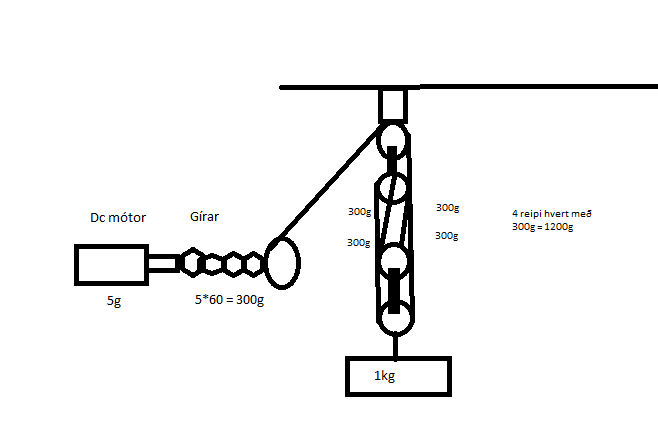 Dc mótor
Gírar
5g
5*60 = 300g
300g
300g
300g
300g
4 reipi hvert með
300g = 1200g
1kg